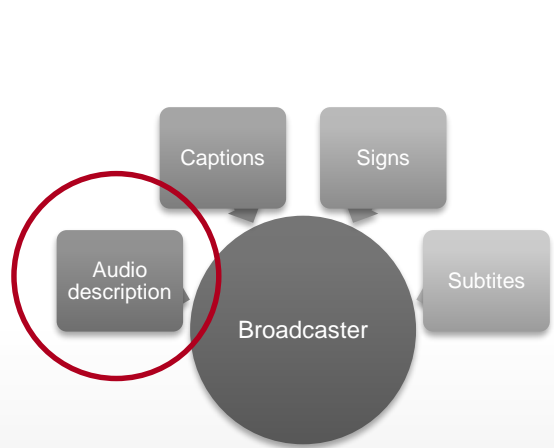 Captions
Signs
Audio
description
Subtites
Broadcaster